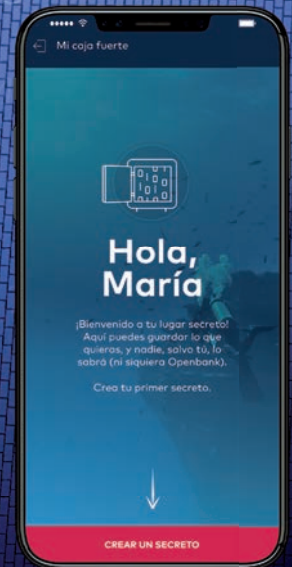 Mi caja fuerte
Hola,
María
¡Bienvenido a tu lugar secreto!
Aquí puedes guardar lo que
quieras, y nadie, salvo tú, lo
sabrá (ni siquiera Openbank).
Crea tu primer secreto.
CREAR UN SECRETO